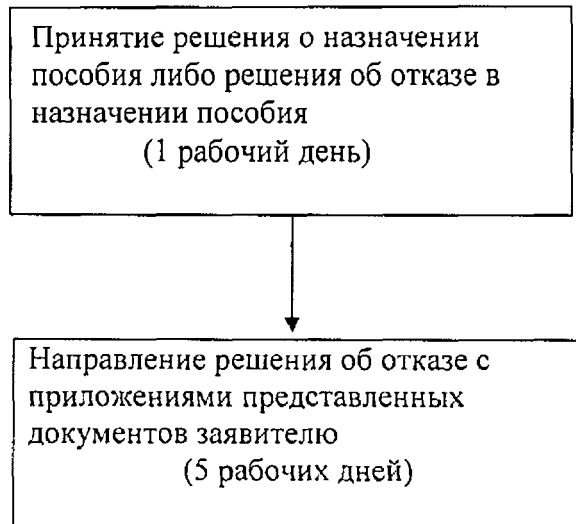 Принятие решения о назначении
пособия либо решения об отказе в
назначении пособия
(1 рабочий день)
Направление решения об отказе с
приложениями представленных
документов заявителю
(5 рабочих дней)